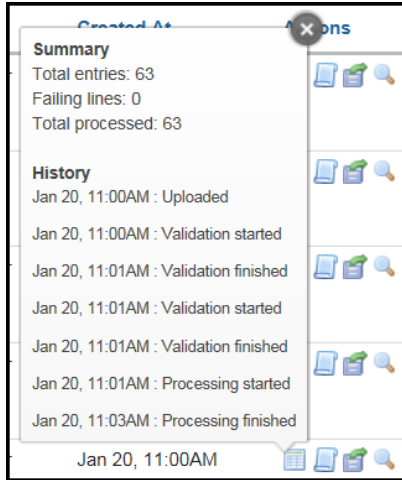 Created At
Summary
Total entries: 63
Failing lines: 0
Total processed: 63
History
Jan 20, 11:00AM : Uploaded
Jan 20, 11:00AM : Validation started
Jan 20, 11:01AM : Validation finished
Jan 20, 11:01AM : Validation started
Jan 20, 11:01AM : Validation finished
Jan 20, 11:01AM : Processing started
Jan 20, 11:03AM : Processing finished
Jan 20, 11:00AM